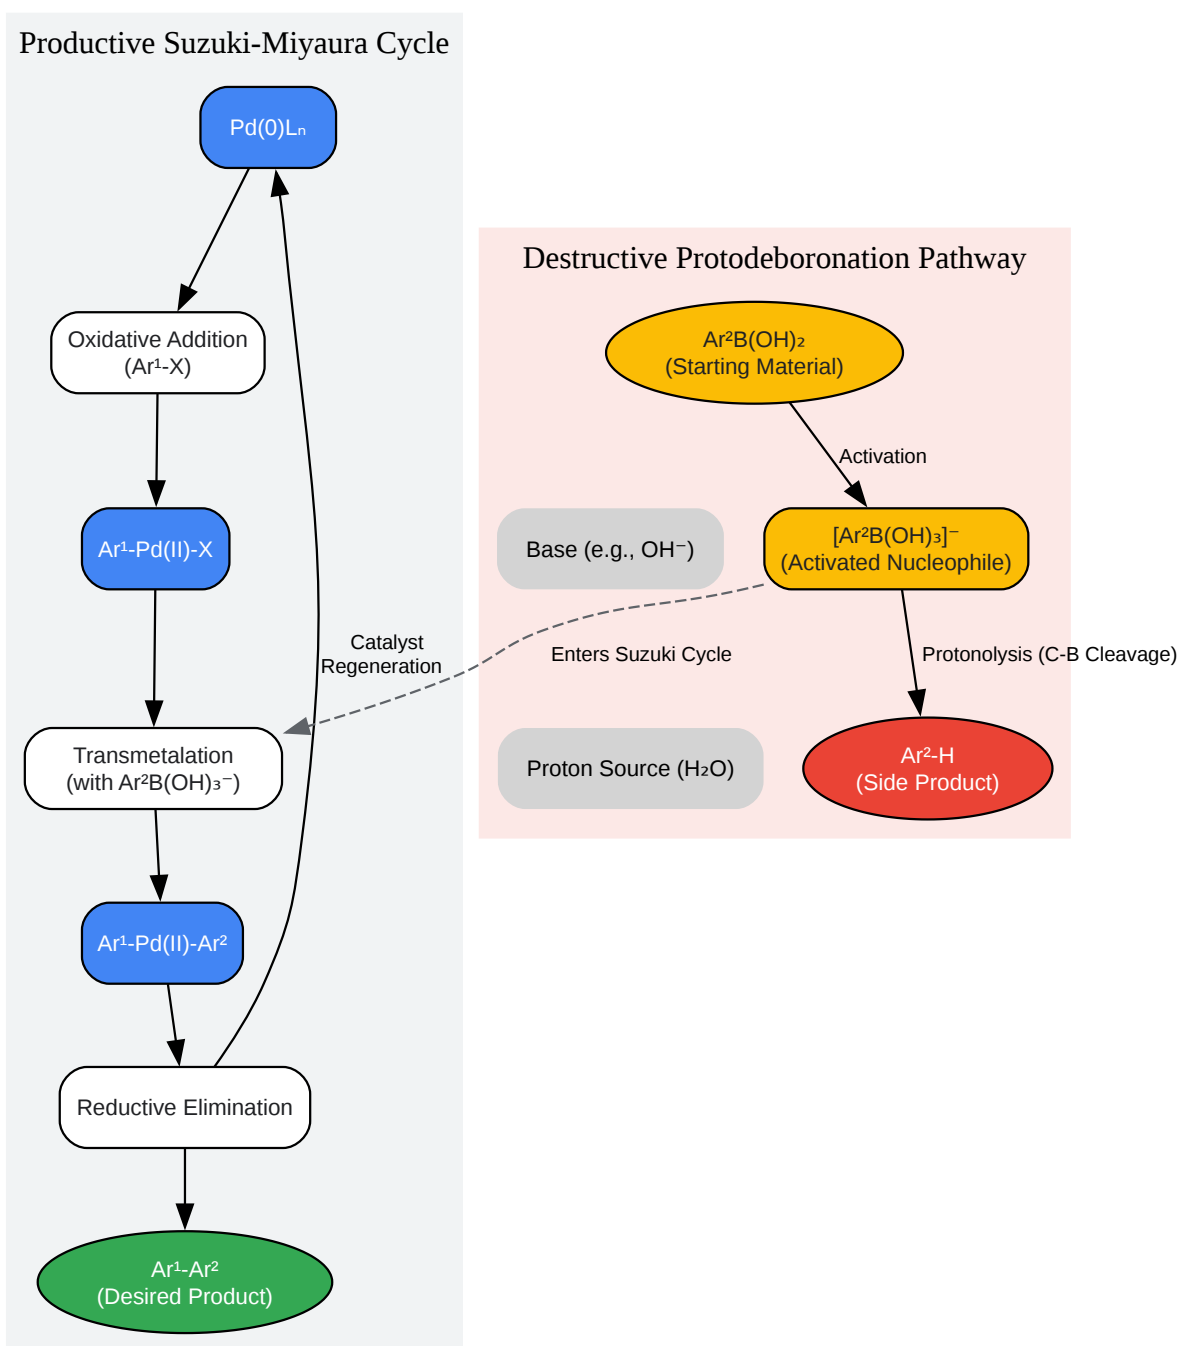 Productive Suzuki-Miyaura Cycle
Pd(0)Lₙ
Oxidative Addition
(Ar¹-X)
Ar¹-Pd(II)-X
Catalyst
Regeneration
Transmetalation
(with Ar²B(OH)₃⁻)
Ar¹-Pd(II)-Ar²
Reductive Elimination
Ar¹-Ar²
(Desired Product)
Destructive Protodeboronation Pathway
Ar²B(OH)₂
(Starting Material)
Activation
Base (e.g., OH⁻)
[Ar²B(OH)₃]⁻
(Activated Nucleophile)
Enters Suzuki Cycle
Protonolysis (C-B Cleavage)
Proton Source (H₂O)
Ar²-H
(Side Product)